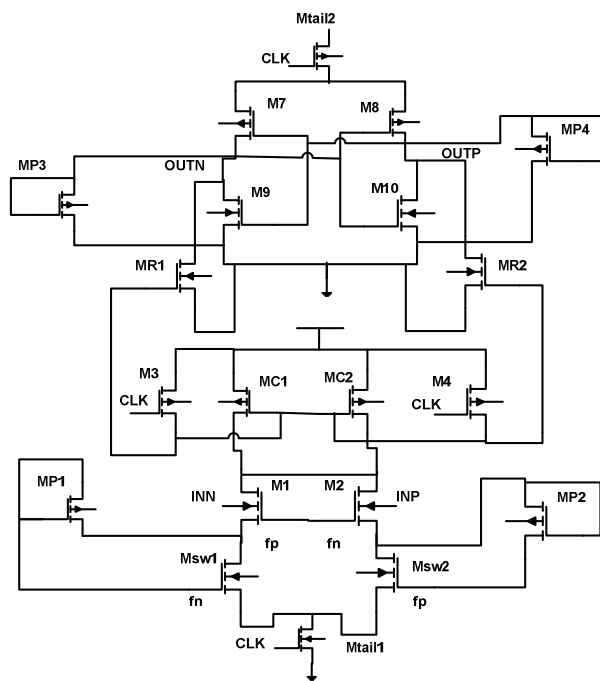 Mtail2
CLK
M7
M8
MP3
MP4
OUTN
OUTP
M9
M10
MR1
MR2
M3
MC1
MC2
M4
CLK
CLK
MP1
M1
M2
MP2
INN
INP
fp
fn
Msw1
Msw2
fn
fp
CLK
Mtail1